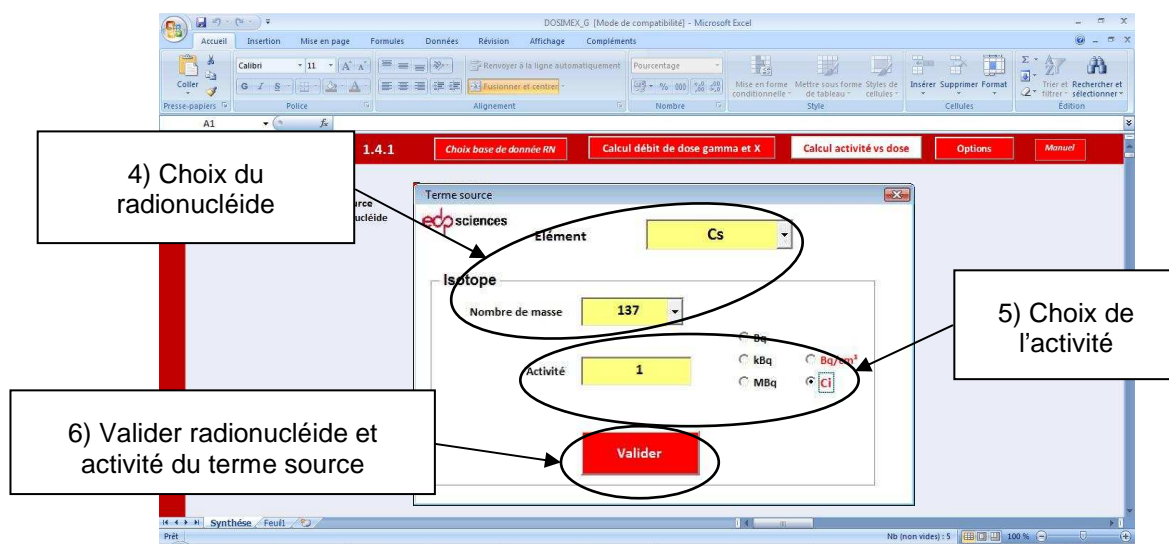 DOSIMEX_G [Mode de compatibilité] - Microsoft Excel
Accueil Insertion Mise en page Formules Données Révision Affichage Compléments
Calibri 11 Renvoyer à la ligne automatiquement Pourcentage
Coller G I S Fusionner et centrer % 000
Mise en forme conditionnelle Mettre sous forme de tableau Styles de cellules Insérer Supprimer Format Trier et filtrer Rechercher et sélectionner
Presse-papiers Police Alignement Nombre Style Cellules Édition
A1 fx
1.4.1 Choix base de donnée RN Calcul débit de dose gamma et X Calcul activité vs dose Options Manuel
4) Choix du
radionucléide
Terme source
edp sciences
Elément Cs
Isotope
Nombre de masse 137
Bq
kBq Bq/cm³
Activité 1
MBq Ci
5) Choix de
l'activité
6) Valider radionucléide et
activité du terme source
Valider
Synthése Feuil1
Prêt Nb (non vides) : 5 100 %